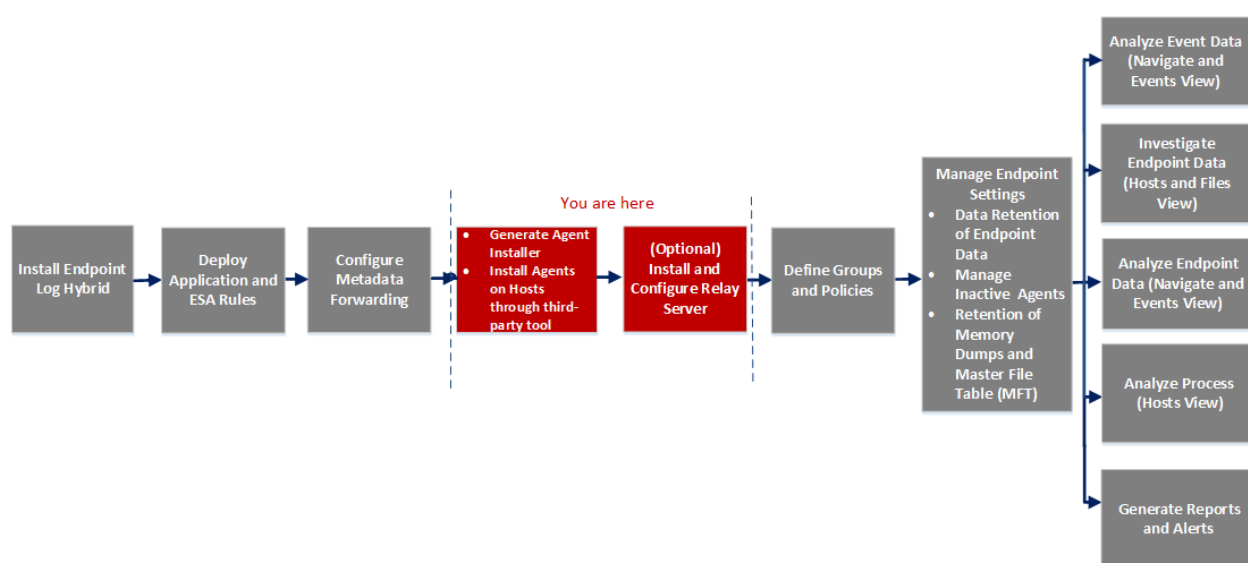 You are here
Install Endpoint
Log Hybrid
Deploy
Application and
ESA Rules
Configure
Metadata
Forwarding
• Generate Agent
Installer
• Install Agents
on Hosts
through third-
party tool
(Optional)
Install and
Configure Relay
Server
Define Groups
and Policies
Manage Endpoint
Settings
• Data Retention
of Endpoint
Data
• Manage
Inactive Agents
• Retention of
Memory
Dumps and
Master File
Table (MFT)
Analyze Event Data
(Navigate and
Events View)
Investigate
Endpoint Data
(Hosts and Files
View)
Analyze Endpoint
Data (Navigate and
Events View)
Analyze Process
(Hosts View)
Generate Reports
and Alerts